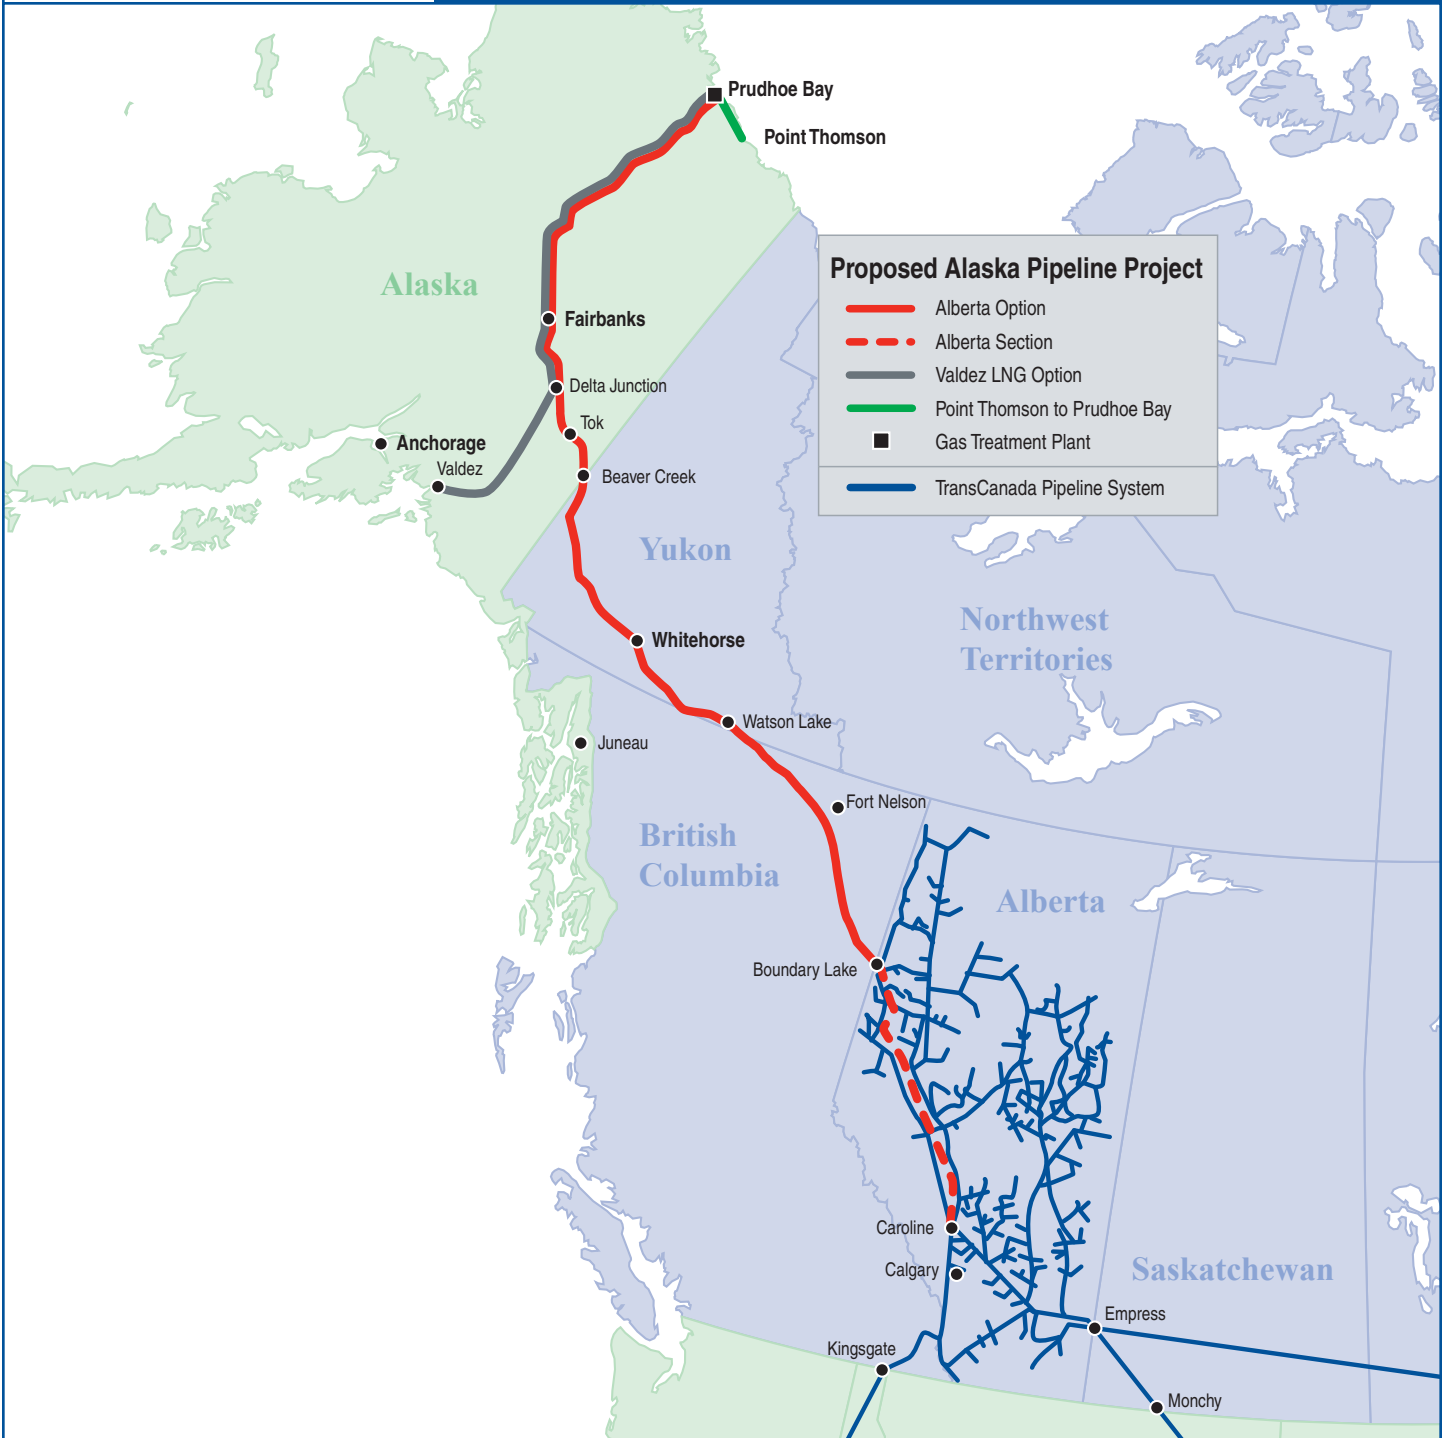 Prudhoe Bay
Point Thomson
Proposed Alaska Pipeline Project
Alberta Option
Alberta Section
Valdez LNG Option
Point Thomson to Prudhoe Bay
Gas Treatment Plant
TransCanada Pipeline System
Alaska
Fairbanks
Delta Junction
Tok
Anchorage
Valdez
Beaver Creek
Yukon
Northwest
Territories
Whitehorse
Watson Lake
Juneau
Fort Nelson
British
Columbia
Alberta
Boundary Lake
Caroline
Calgary
Saskatchewan
Empress
Kingsgate
Monchy